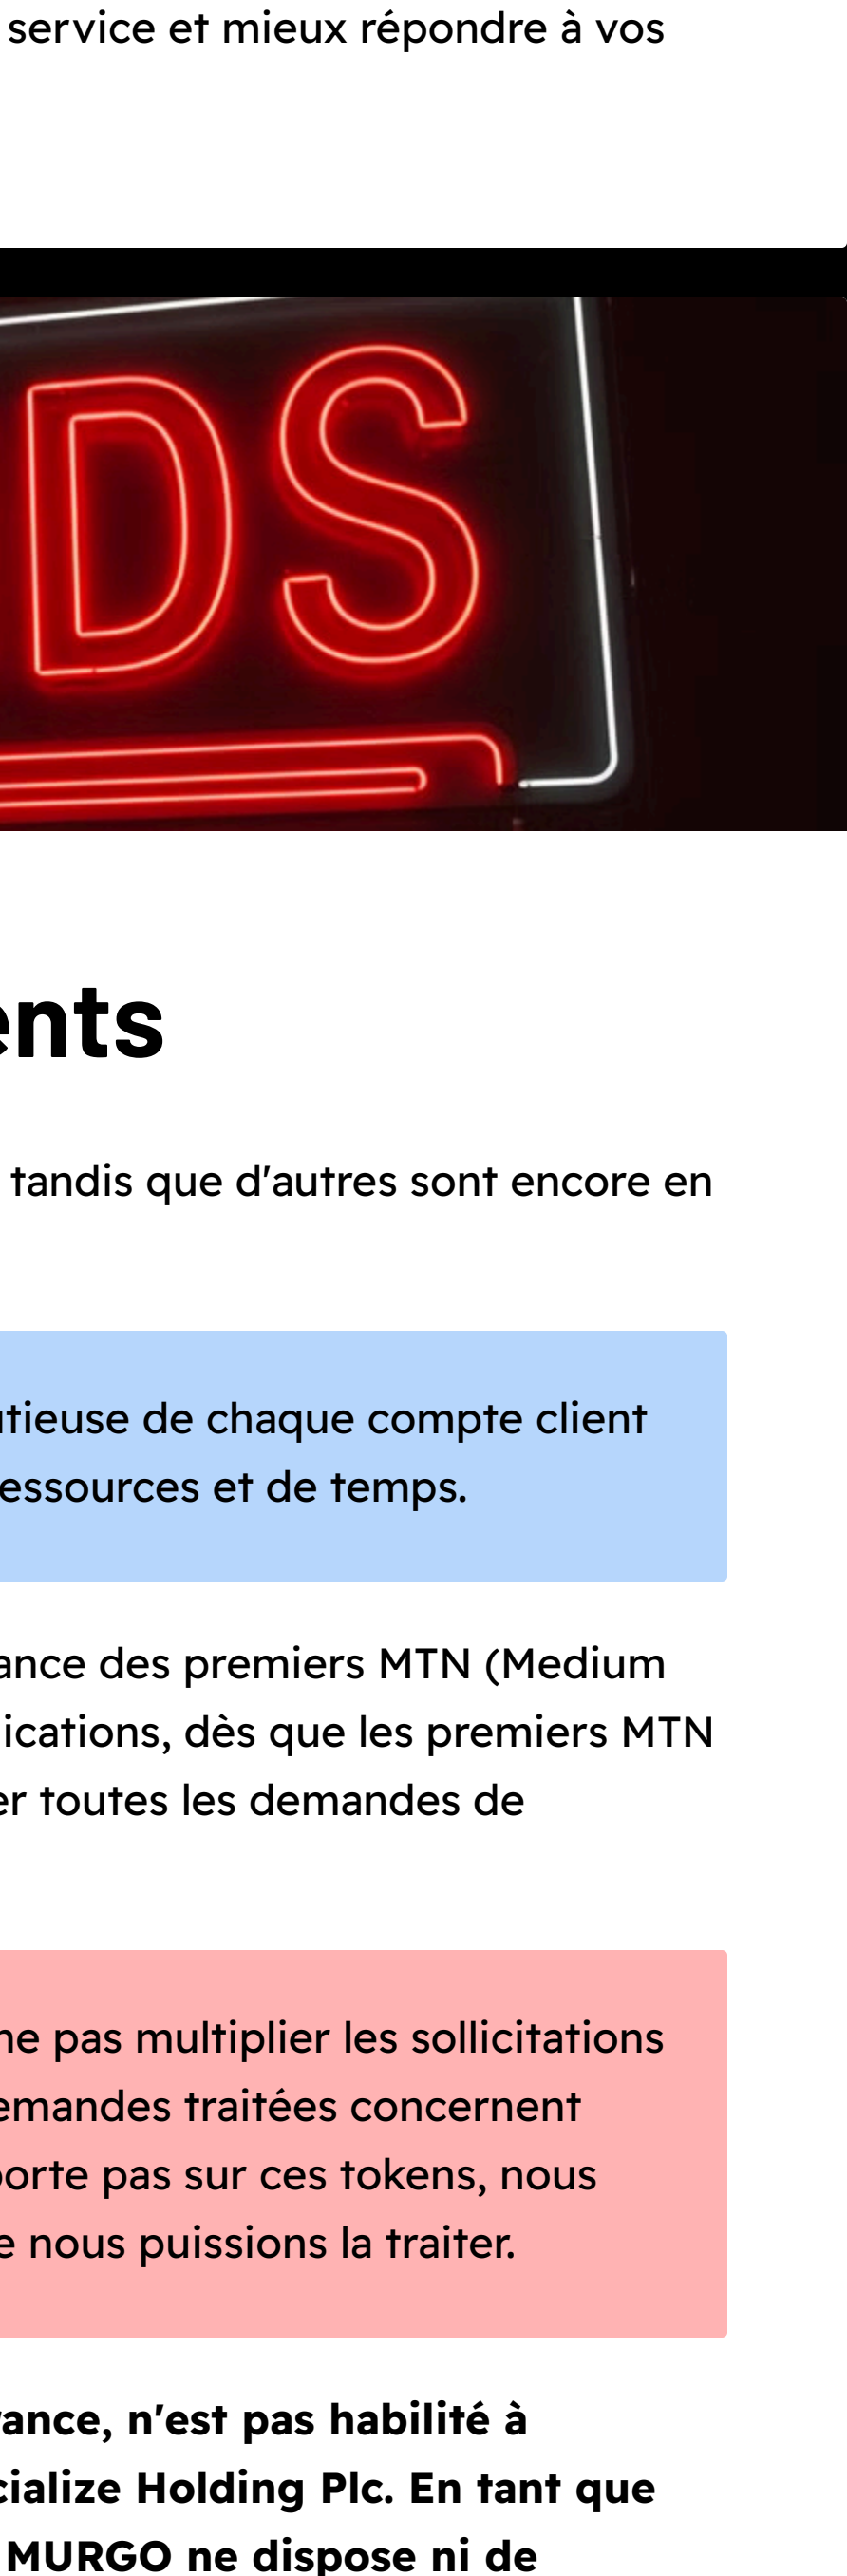 service et mieux répondre à vos
DS
ents
tandis que d'autres sont encore en
utieuse de chaque compte client
essources et de temps.
ance des premiers MTN (Medium
ications, dès que les premiers MTN
er toutes les demandes de
ne pas multiplier les sollicitations
emandes traitées concernent
porte pas sur ces tokens, nous
e nous puissions la traiter.
rance, n'est pas habilité à
cialize Holding Plc. En tant que
MURGO ne dispose ni de